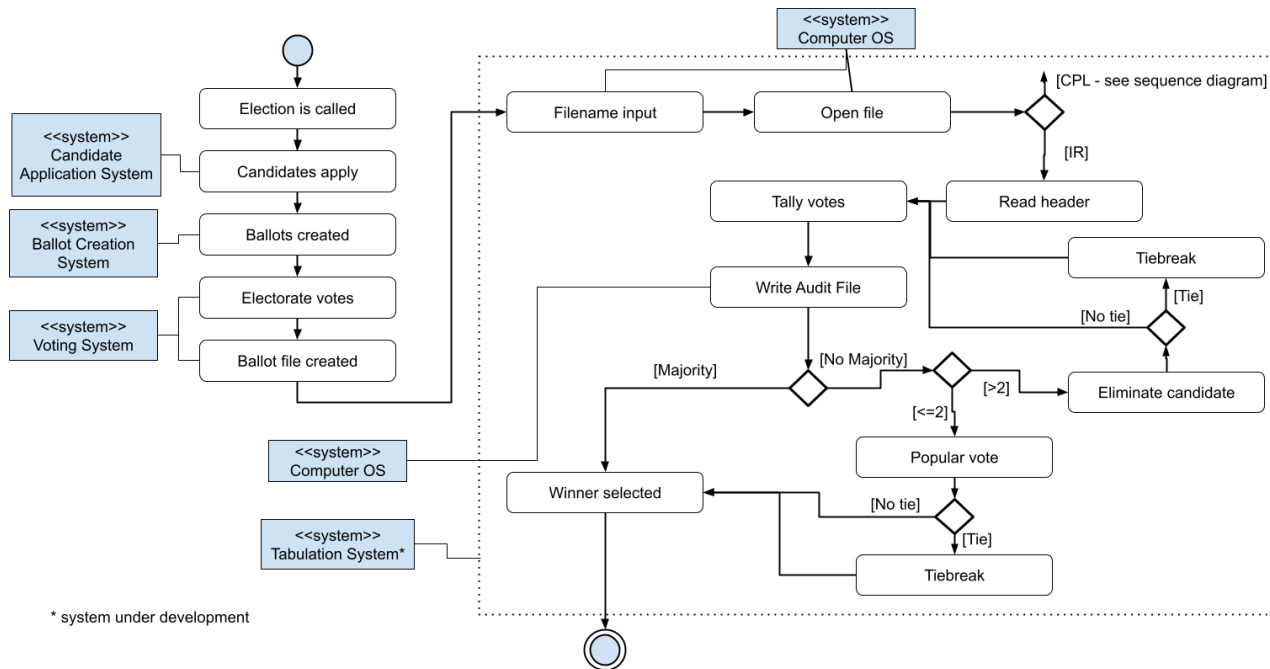 <<system>>
Computer OS
Election is called
<<system>>
Candidate
Application System
Candidates apply
<<system>>
Ballot Creation
System
Ballots created
Electorate votes
<<system>>
Voting System
Ballot file created
Filename input
Open file
[CPL - see sequence diagram]
[IR]
Read header
Tally votes
Tiebreak
[Tie]
[No tie]
Write Audit File
[Majority]
[No Majority]
[>2]
Eliminate candidate
[<=2]
<<system>>
Computer OS
Popular vote
Winner selected
[No tie]
[Tie]
Tiebreak
<<system>>
Tabulation System*
* system under development